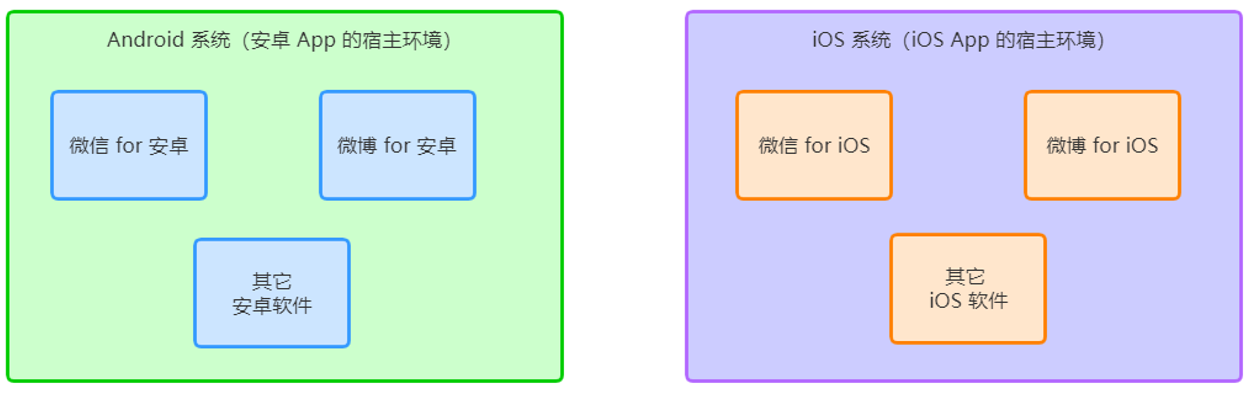 Android 系统（安卓 App 的宿主环境）
微信 for 安卓
微博 for 安卓
其它
安卓软件
iOS 系统（iOS App 的宿主环境）
微信 for iOS
微博 for iOS
其它
iOS 软件